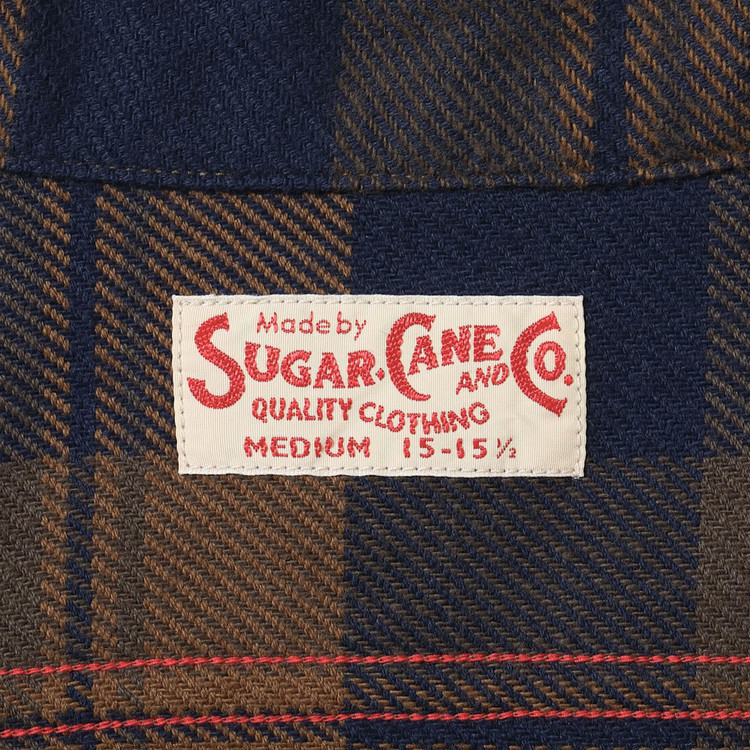 Made by
SUGAR·CANE AND CO.
QUALITY CLOTHING
MEDIUM 15-15½